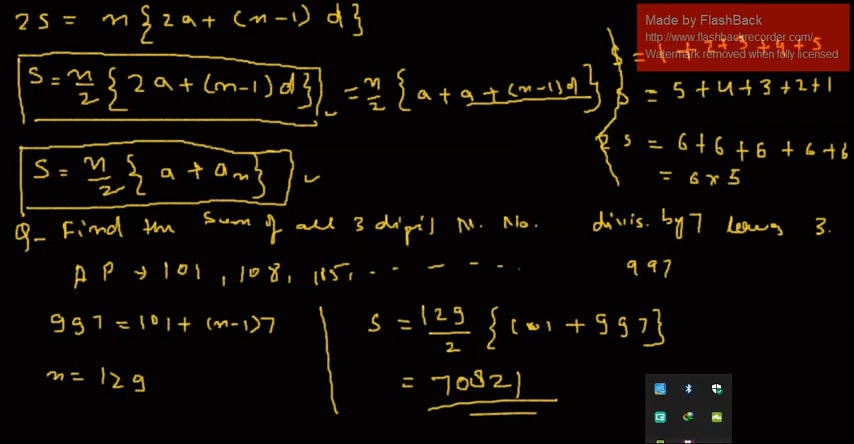 2S = n{2a + (n-1) d}
S = n/2 {2a + (n-1) d} = n/2 {a + a + (n-1)d}
S = n/2 {a + an}
Made by FlashBack
http://www.flashbackrecorder.com/
Watermark removed when fully licensed
S = 1 + 2 + 3 + 4 + 5
S = 5 + 4 + 3 + 2 + 1
2S = 6 + 6 + 6 + 6 + 6
= 6 x 5
Q- Find the Sum of all 3 digit N. No. divis. by 7 leaves 3.
AP → 101, 108, 115, - - - - - - 997
997 = 101 + (n-1)7
n = 129
S = 129/2 {101 + 997}
= 70821